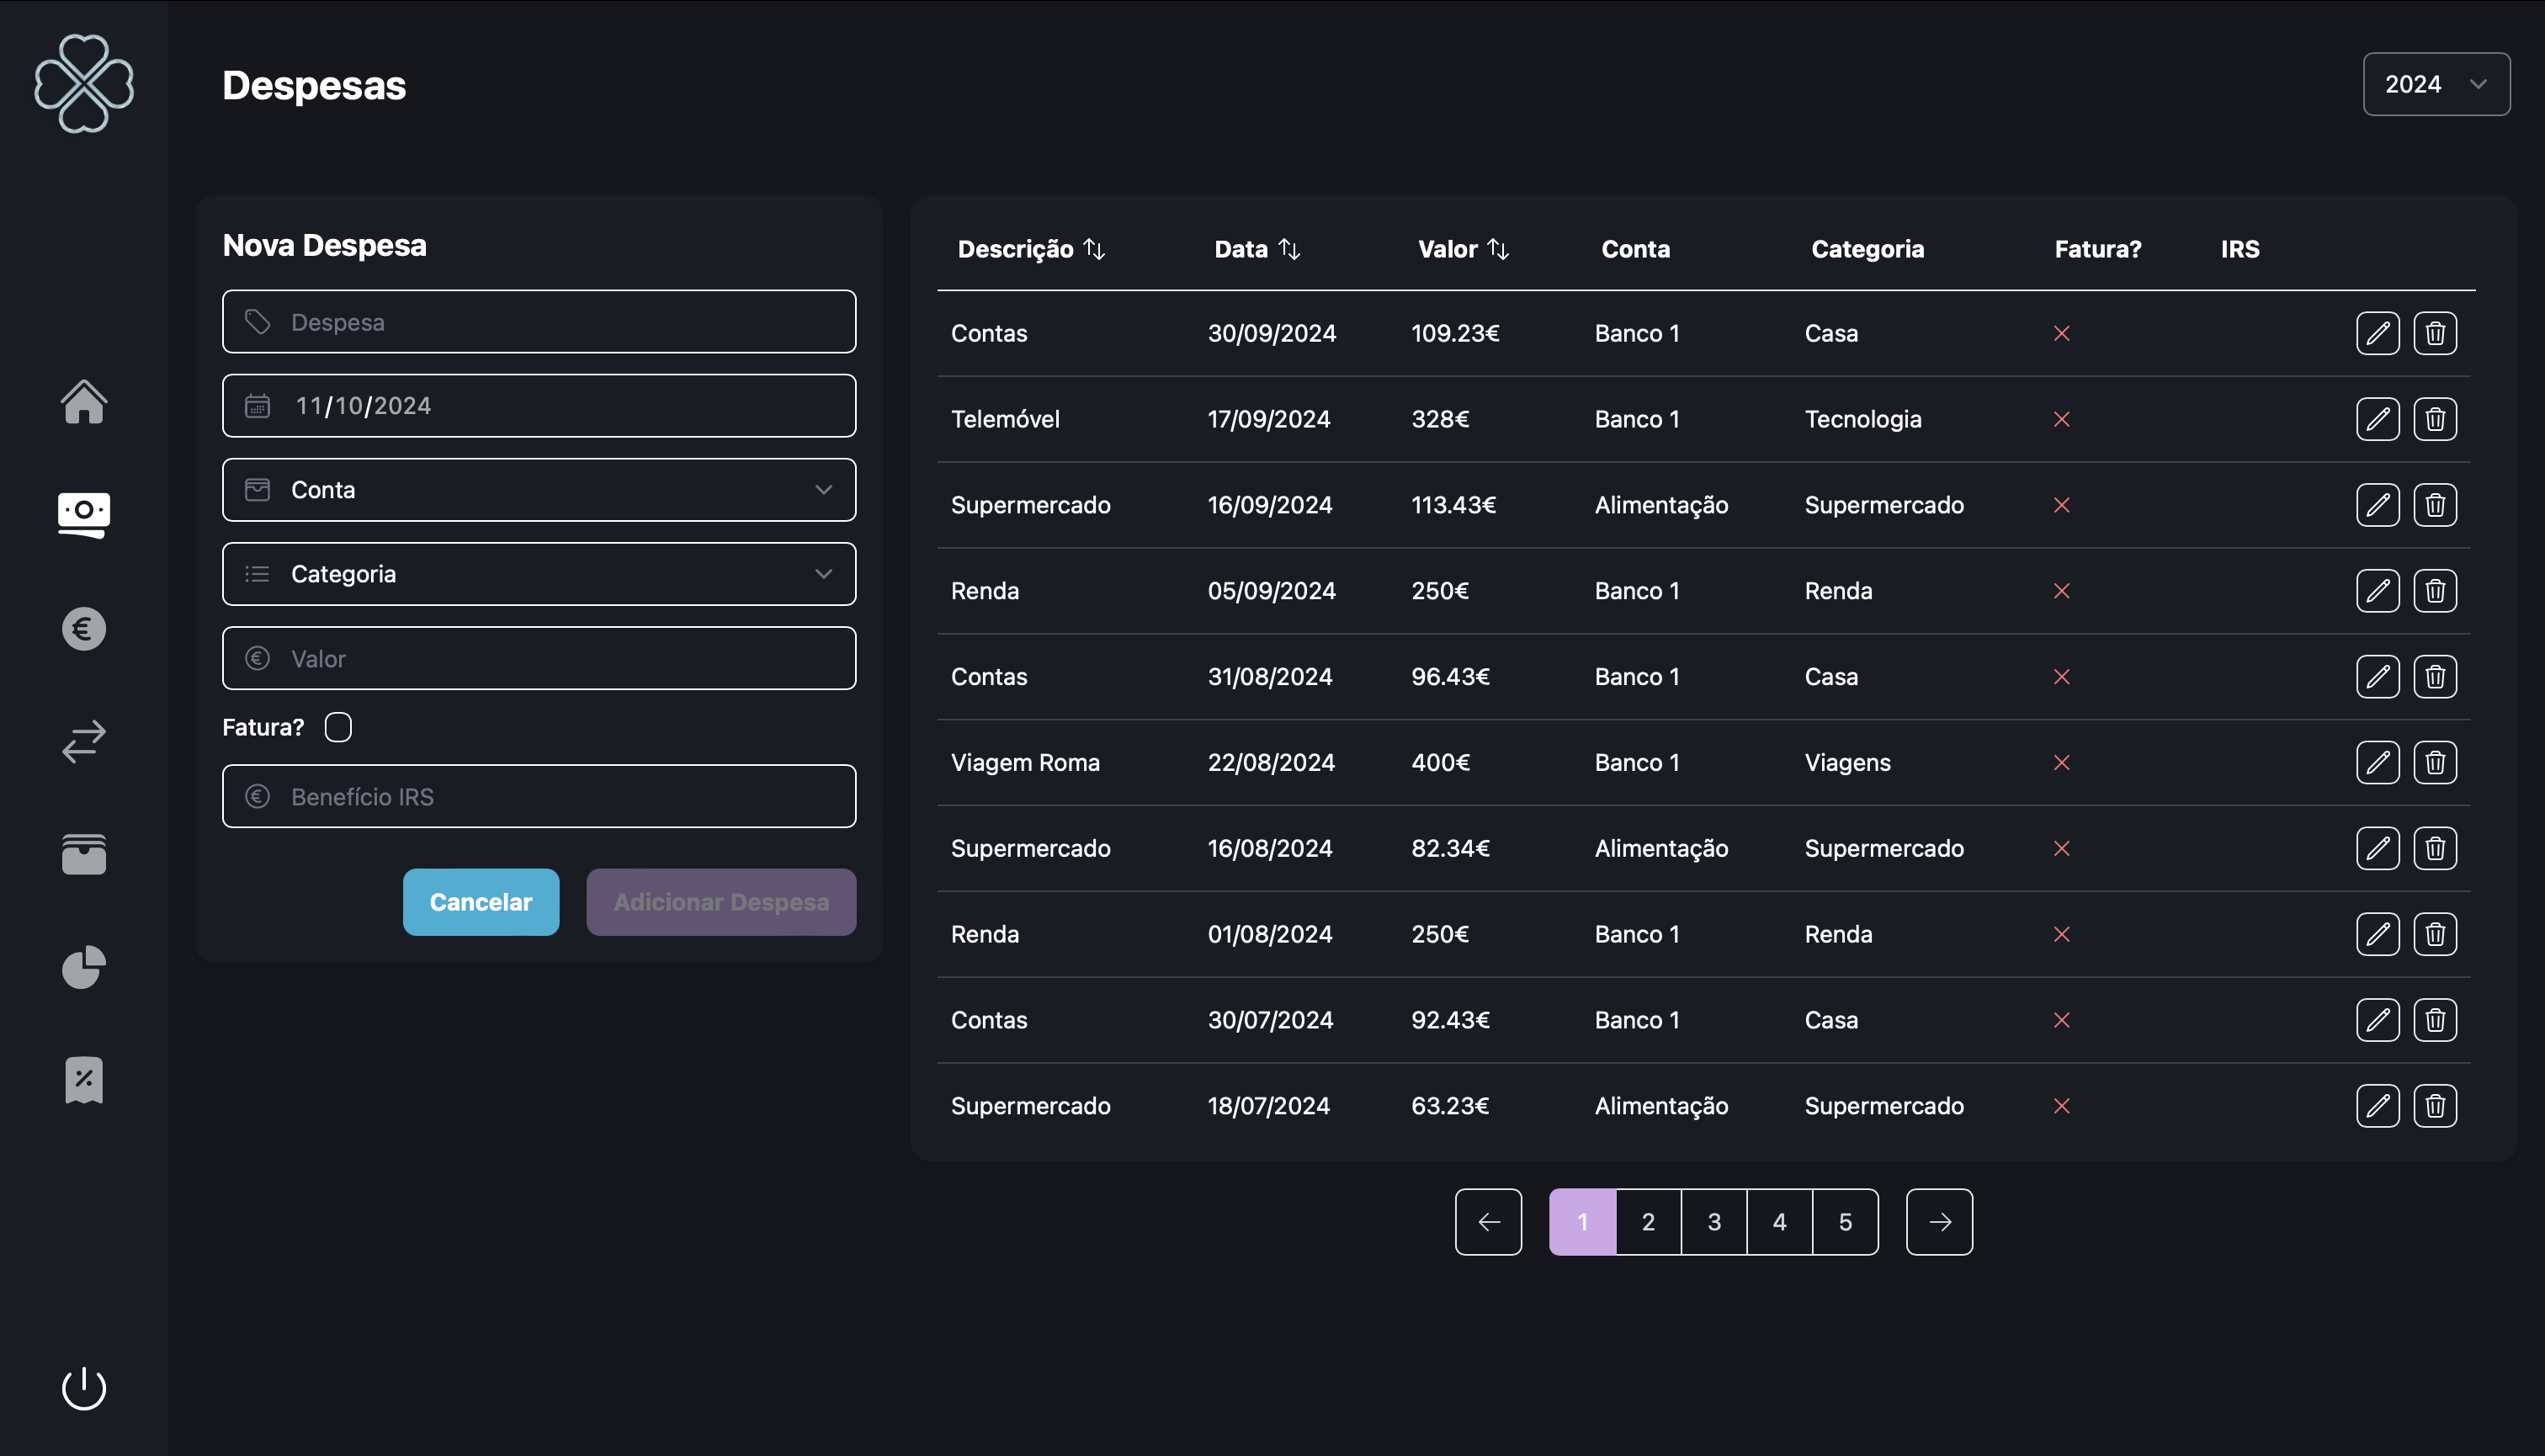 Despesas
2024
Nova Despesa
Despesa
11/10/2024
Conta
Categoria
Valor
Fatura?
Benefício IRS
Cancelar
Adicionar Despesa
Descrição Data Valor Conta Categoria Fatura? IRS
Contas 30/09/2024 109.23€ Banco 1 Casa
Telemóvel 17/09/2024 328€ Banco 1 Tecnologia
Supermercado 16/09/2024 113.43€ Alimentação Supermercado
Renda 05/09/2024 250€ Banco 1 Renda
Contas 31/08/2024 96.43€ Banco 1 Casa
Viagem Roma 22/08/2024 400€ Banco 1 Viagens
Supermercado 16/08/2024 82.34€ Alimentação Supermercado
Renda 01/08/2024 250€ Banco 1 Renda
Contas 30/07/2024 92.43€ Banco 1 Casa
Supermercado 18/07/2024 63.23€ Alimentação Supermercado
1 2 3 4 5